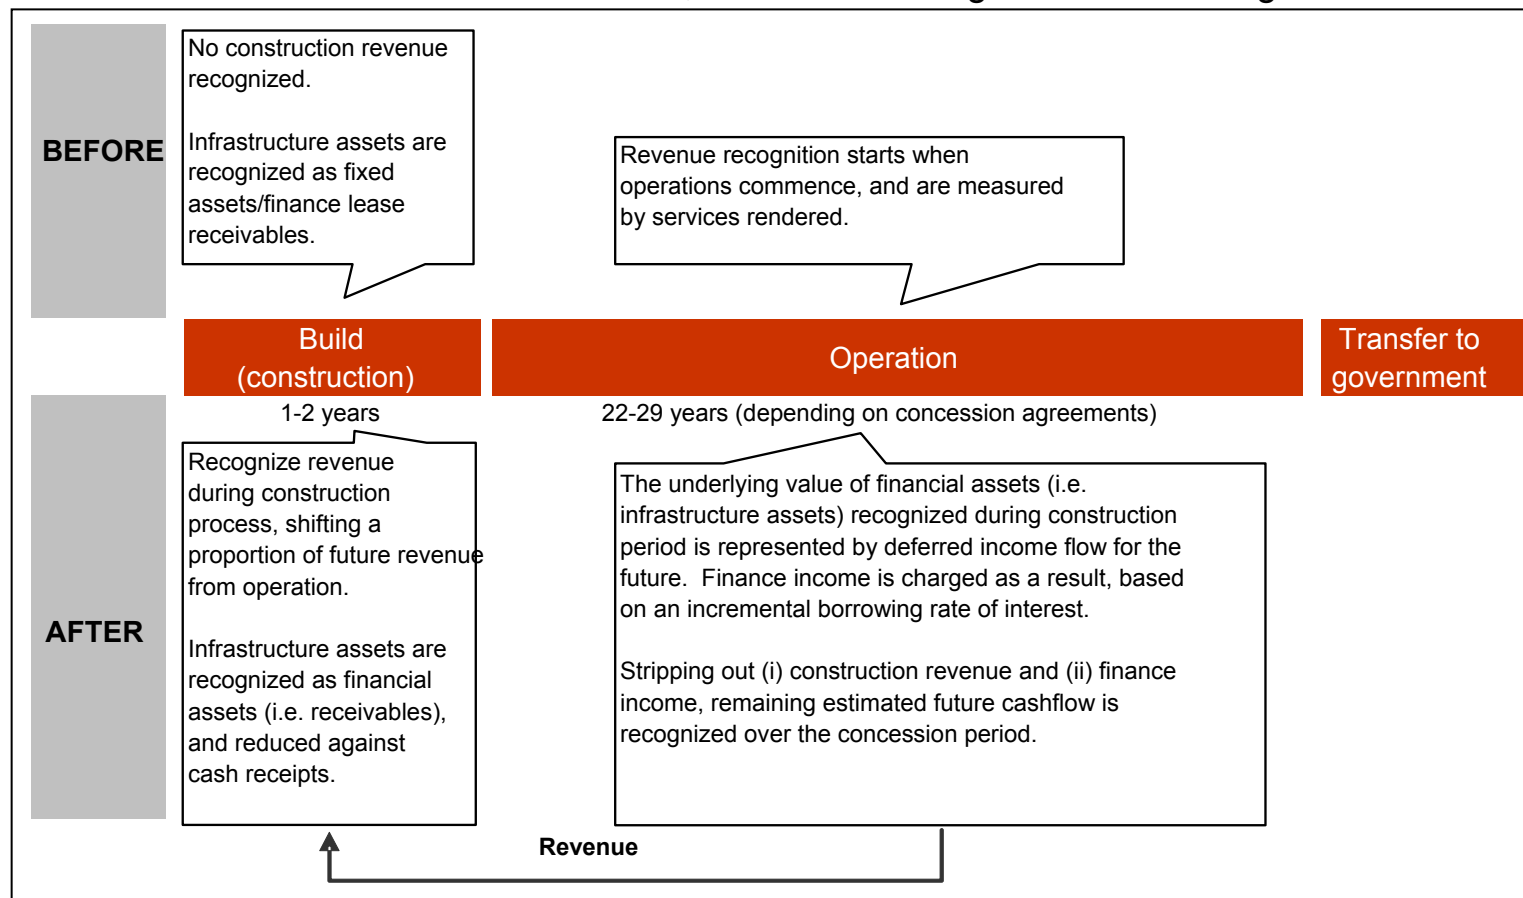 BEFORE
No construction revenue
recognized.
Infrastructure assets are
recognized as fixed
assets/finance lease
receivables.
Revenue recognition starts when
operations commence, and are measured
by services rendered.
Build
(construction)
Operation
Transfer to
government
1-2 years
22-29 years (depending on concession agreements)
AFTER
Recognize revenue
during construction
process, shifting a
proportion of future revenue
from operation.
Infrastructure assets are
recognized as financial
assets (i.e. receivables),
and reduced against
cash receipts.
The underlying value of financial assets (i.e.
infrastructure assets) recognized during construction
period is represented by deferred income flow for the
future.  Finance income is charged as a result, based
on an incremental borrowing rate of interest.
Stripping out (i) construction revenue and (ii) finance
income, remaining estimated future cashflow is
recognized over the concession period.
Revenue